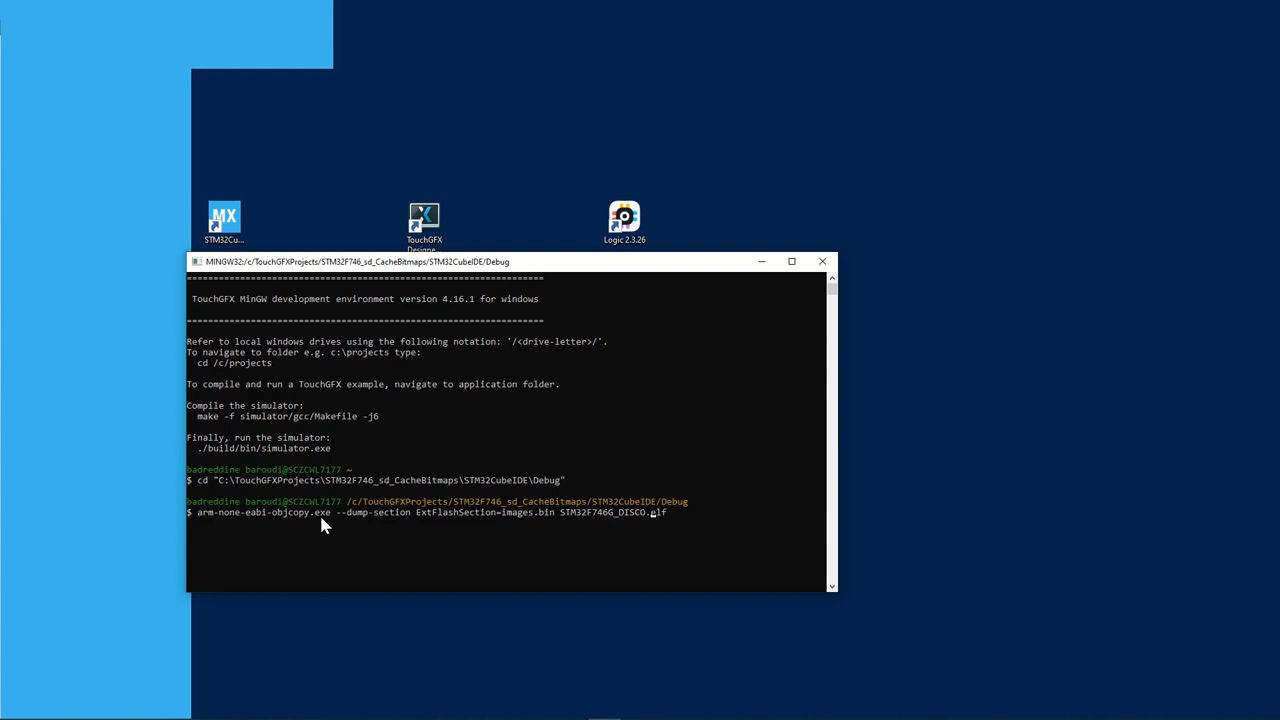 MX
STM32Cu...
TouchGFX
Designe...
Logic 2.3.26
MINGW32:/c/TouchGFXProjects/STM32F746_sd_CacheBitmaps/STM32CubeIDE/Debug
===================================================================
TouchGFX MinGW development environment version 4.16.1 for windows
===================================================================
Refer to local windows drives using the following notation: '/<drive-letter>/'.
To navigate to folder e.g. c:\projects type:
cd /c/projects
To compile and run a TouchGFX example, navigate to application folder.
Compile the simulator:
make -f simulator/gcc/Makefile -j6
Finally, run the simulator:
./build/bin/simulator.exe
badreddine baroudi@SCZCWL7177 ~
$ cd "C:\TouchGFXProjects\STM32F746_sd_CacheBitmaps\STM32CubeIDE\Debug"
badreddine baroudi@SCZCWL7177 /c/TouchGFXProjects/STM32F746_sd_CacheBitmaps/STM32CubeIDE/Debug
$ arm-none-eabi-objcopy.exe --dump-section ExtFlashSection=images.bin STM32F746G_DISCO.elf